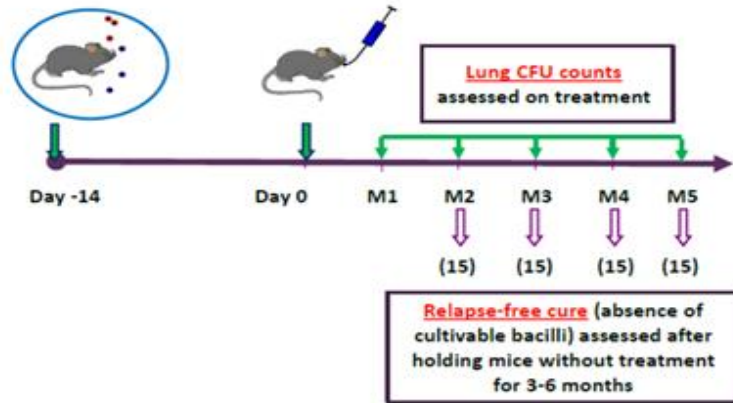 Lung CFU counts
assessed on treatment
Day -14
Day 0
M1
M2
M3
M4
M5
(15)
(15)
(15)
(15)
Relapse-free cure (absence of
cultivable bacilli) assessed after
holding mice without treatment
for 3-6 months